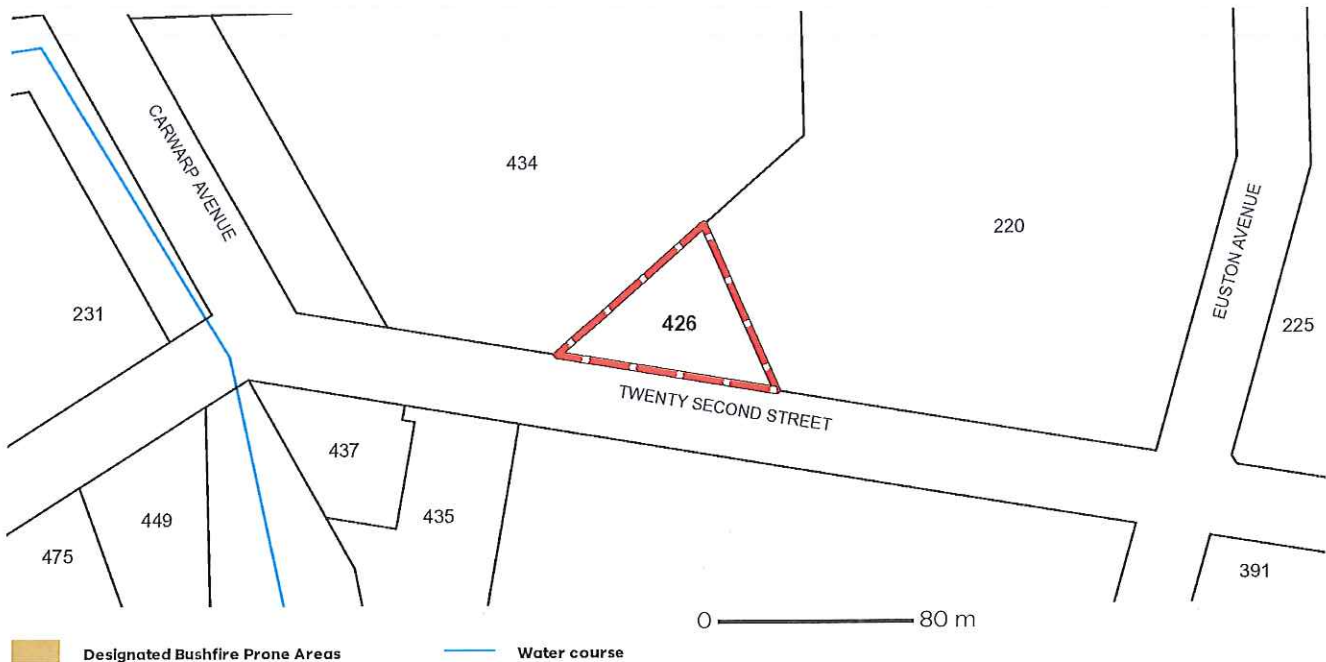 CARWARP AVENUE
434
220
EUSTON AVENUE
231
426
225
TWENTY SECOND STREET
437
449
435
475
391
0 80 m
Designated Bushfire Prone Areas
Water course